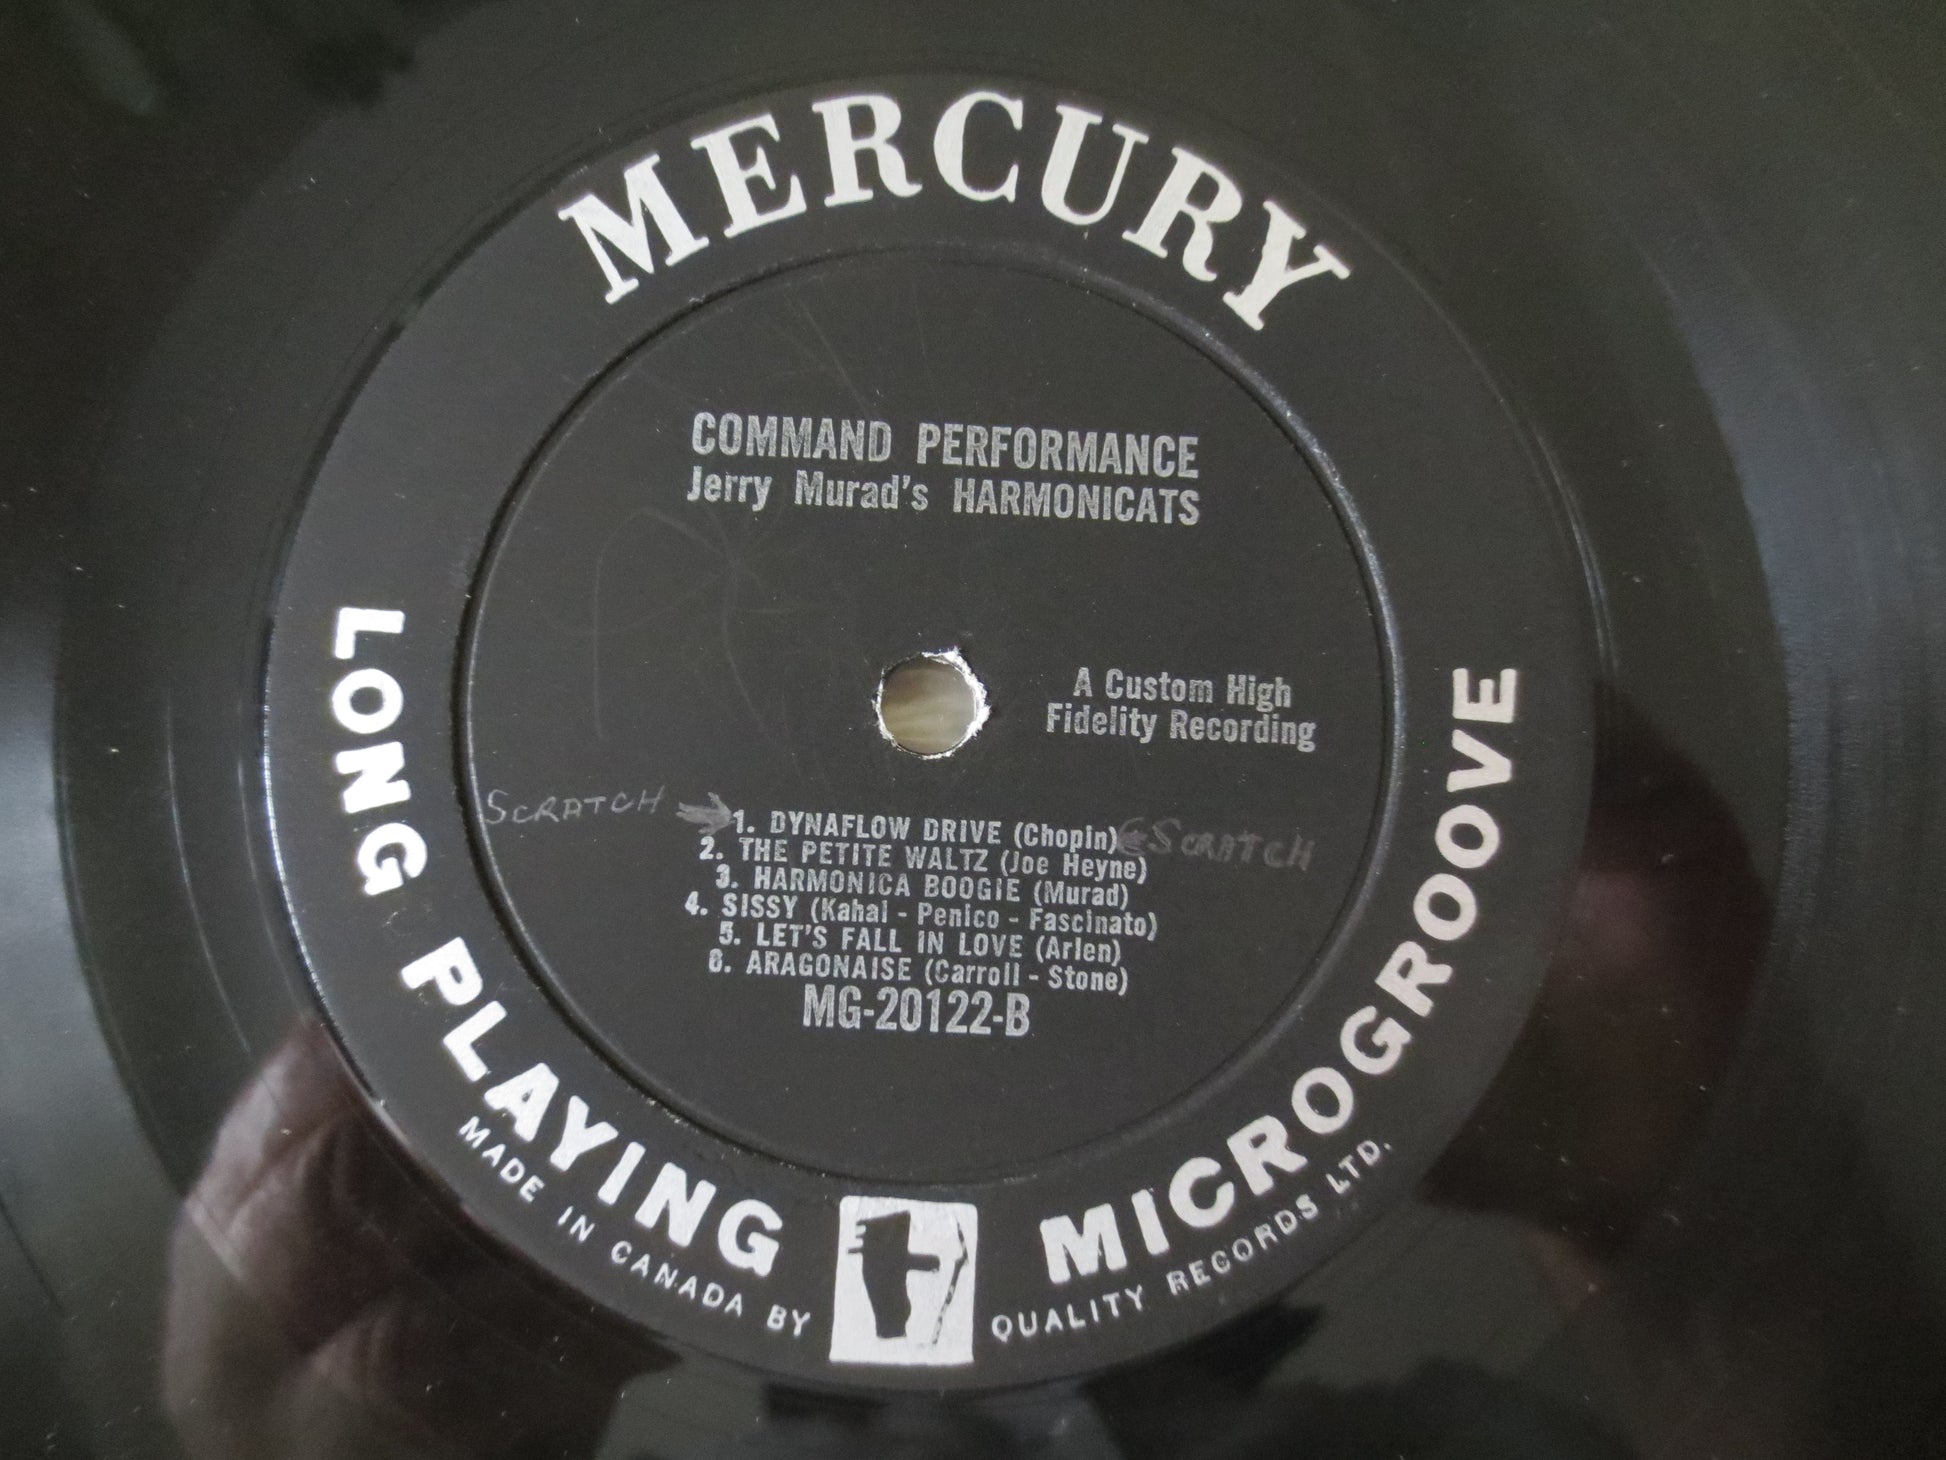 MERCURY
COMMAND PERFORMANCE
Jerry Murad's HARMONICATS
A Custom High
Fidelity Recording
SCRATCH → 1. DYNAFLOW DRIVE (Chopin) ← SCRATCH
2. THE PETITE WALTZ (Joe Heyne)
3. HARMONICA BOOGIE (Murad)
4. SISSY (Kahal - Penico - Fascinato)
5. LET'S FALL IN LOVE (Arlen)
6. ARAGONAISE (Carroll - Stone)
MG-20122-B
LONG PLAYING MICROGROOVE
MADE IN CANADA BY QUALITY RECORDS LTD.